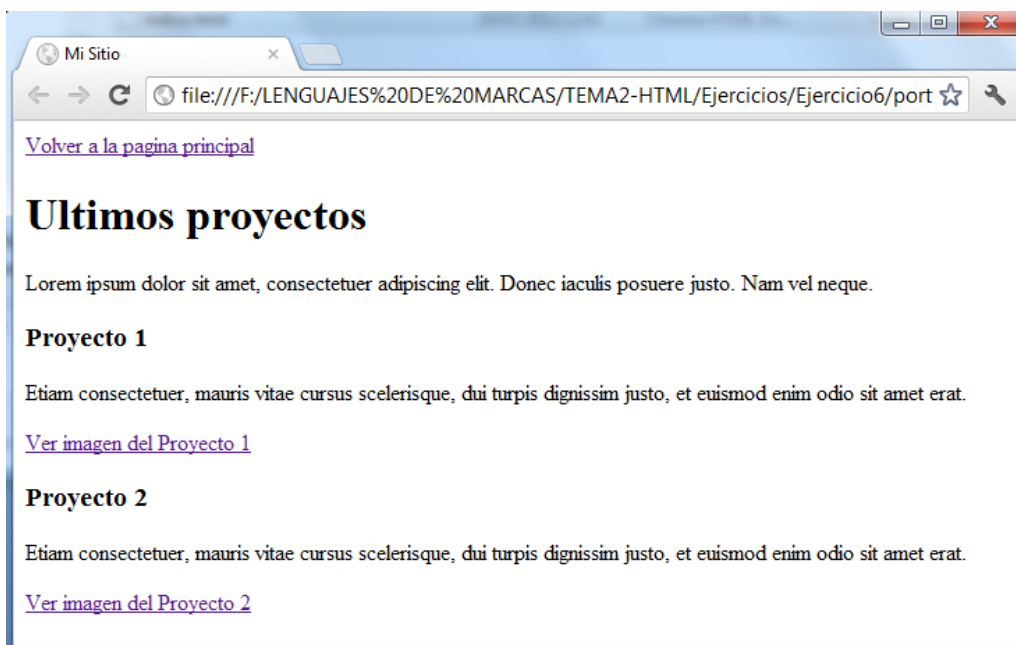 Mi Sitio
file:///F:/LENGUAJES%20DE%20MARCAS/TEMA2-HTML/Ejercicios/Ejercicio6/port
Volver a la pagina principal
Ultimos proyectos
Lorem ipsum dolor sit amet, consectetuer adipiscing elit. Donec iaculis posuere justo. Nam vel neque.
Proyecto 1
Etiam consectetuer, mauris vitae cursus scelerisque, dui turpis dignissim justo, et euismod enim odio sit amet erat.
Ver imagen del Proyecto 1
Proyecto 2
Etiam consectetuer, mauris vitae cursus scelerisque, dui turpis dignissim justo, et euismod enim odio sit amet erat.
Ver imagen del Proyecto 2